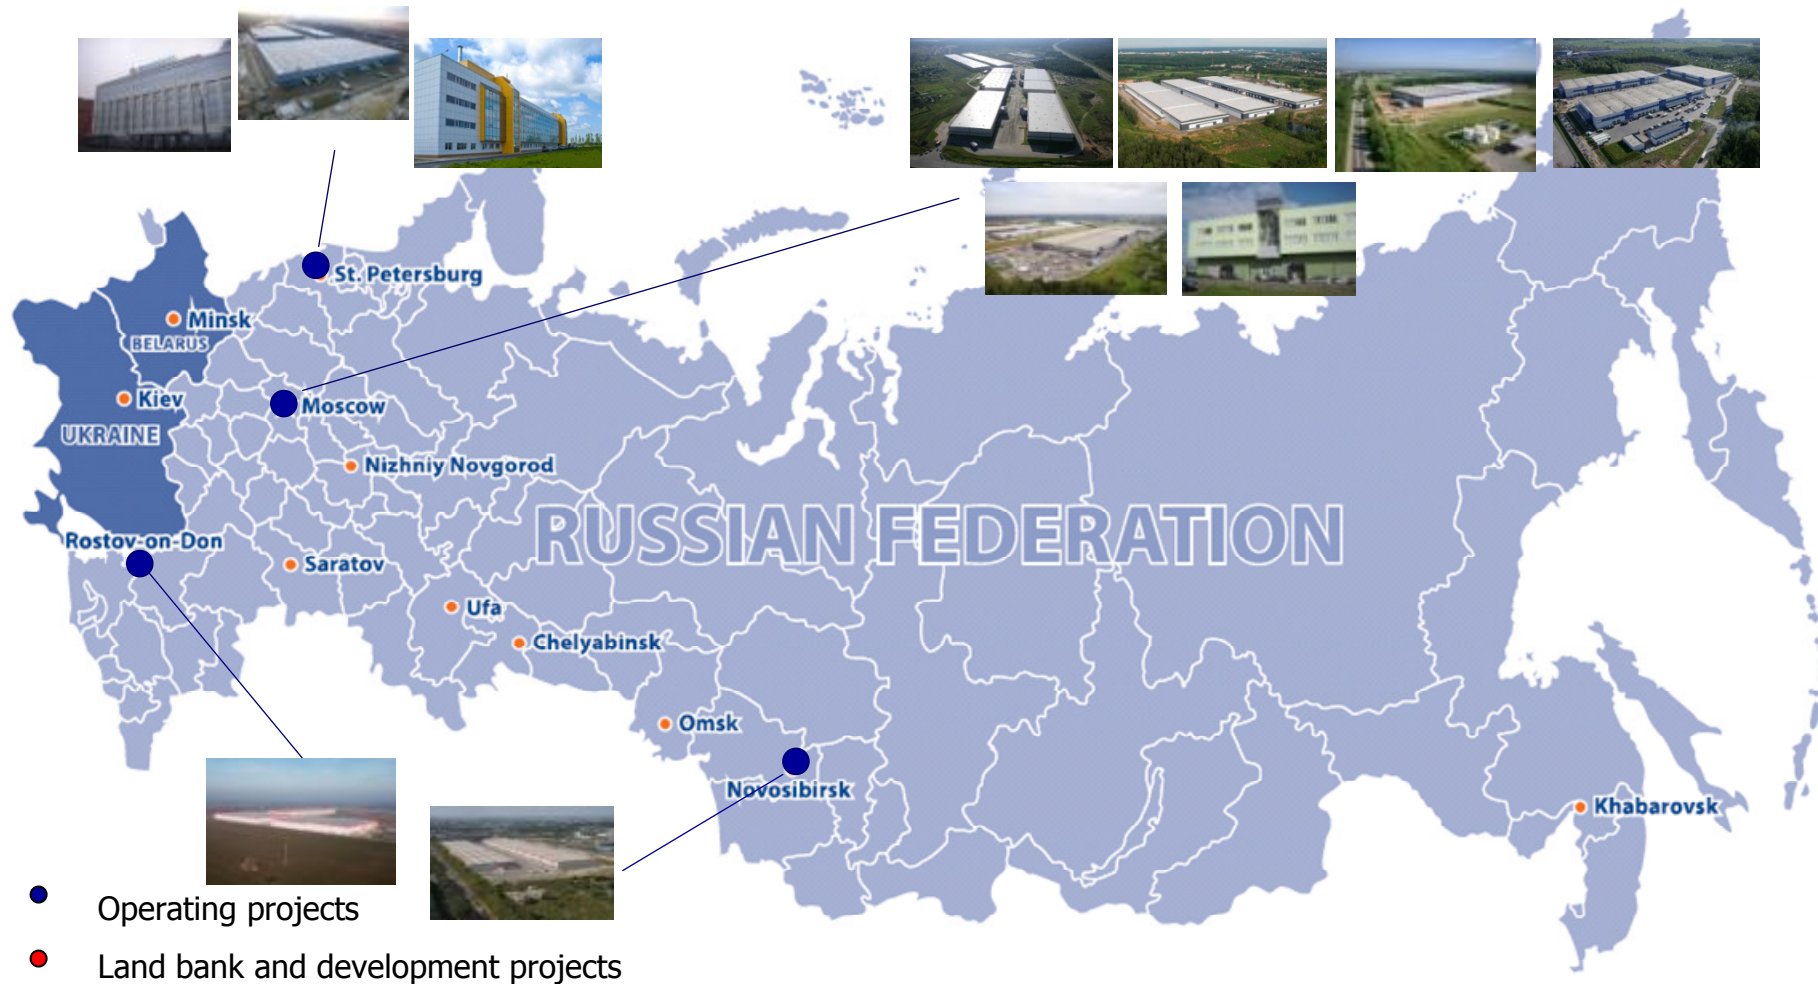 St. Petersburg
Minsk
BELARUS
Kiev
Moscow
UKRAINE
Nizhniy Novgorod
RUSSIAN FEDERATION
Rostov-on-Don
Saratov
Ufa
Chelyabinsk
Omsk
Novosibirsk
Khabarovsk
Operating projects
Land bank and development projects